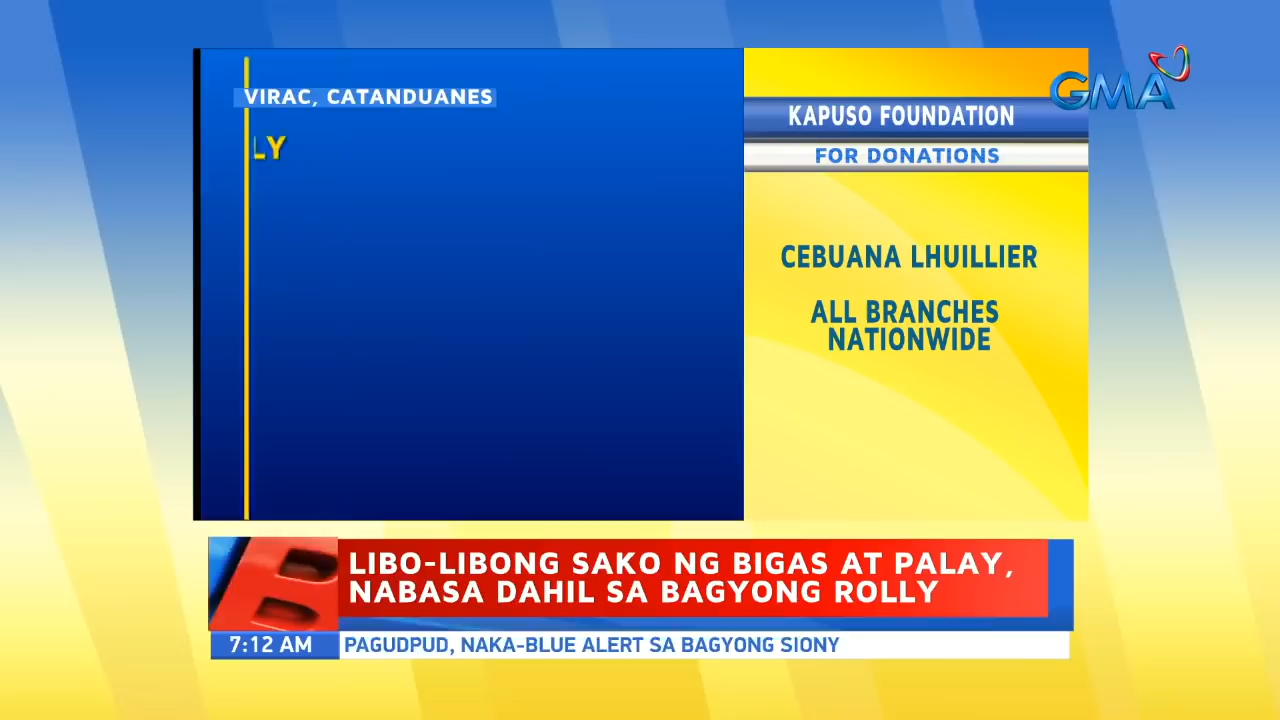 VIRAC, CATANDUANES
LY
GMA
KAPUSO FOUNDATION
FOR DONATIONS
CEBUANA LHUILLIER
ALL BRANCHES
NATIONWIDE
LIBO-LIBONG SAKO NG BIGAS AT PALAY,
NABASA DAHIL SA BAGYONG ROLLY
7:12 AM
PAGUDPUD, NAKA-BLUE ALERT SA BAGYONG SIONY